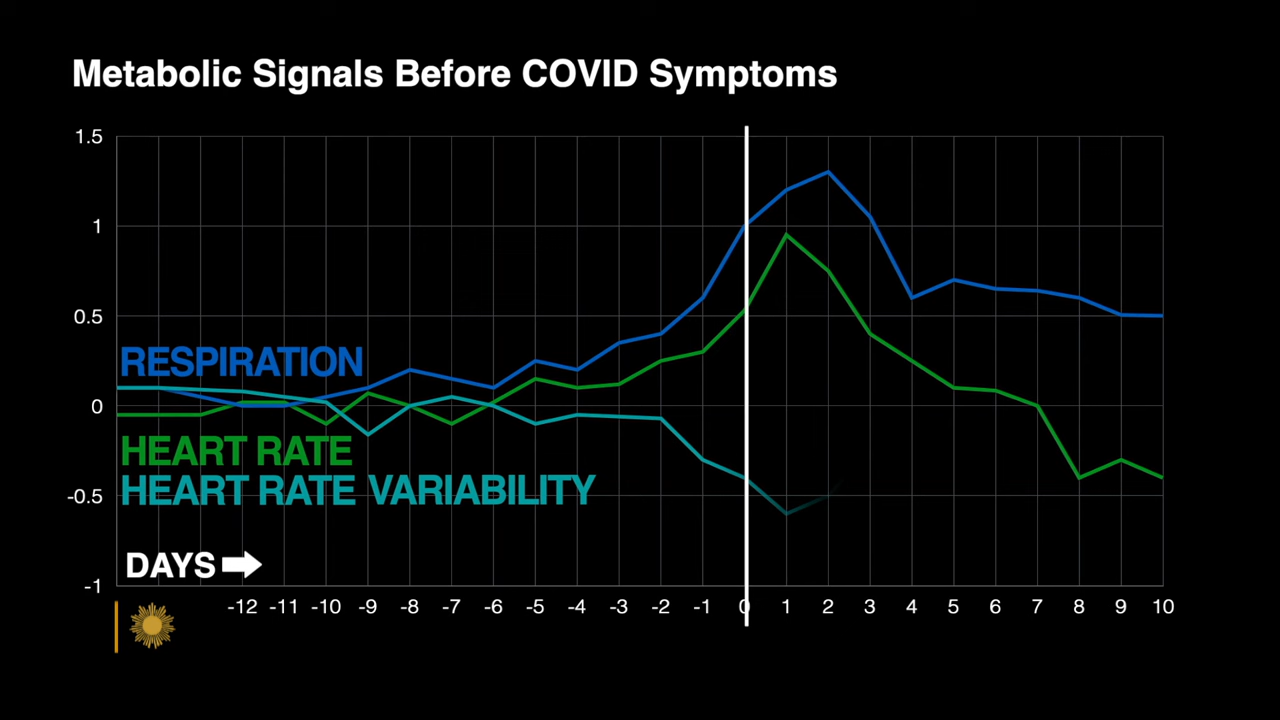 Metabolic Signals Before COVID Symptoms
1.5
1
0.5
RESPIRATION
0
HEART RATE
HEART RATE VARIABILITY
-0.5
DAYS
-1
-12 -11 -10 -9 -8 -7 -6 -5 -4 -3 -2 -1 0 1 2 3 4 5 6 7 8 9 10